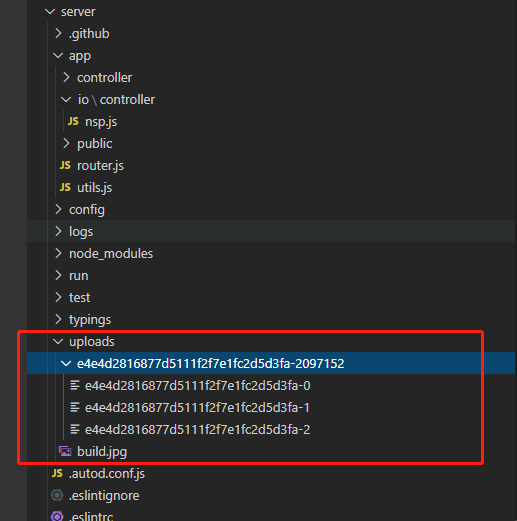 server
.github
app
controller
io \ controller
JS nsp.js
public
JS router.js
JS utils.js
config
logs
node_modules
run
test
typings
uploads
e4e4d2816877d5111f2f7e1fc2d5d3fa-2097152
e4e4d2816877d5111f2f7e1fc2d5d3fa-0
e4e4d2816877d5111f2f7e1fc2d5d3fa-1
e4e4d2816877d5111f2f7e1fc2d5d3fa-2
build.jpg
JS .autod.conf.js
.eslintignore
.eslintrc